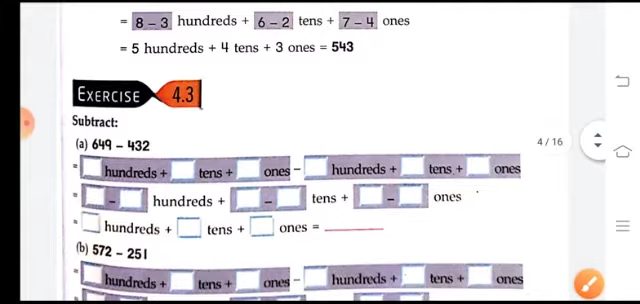 = 8 - 3 hundreds + 6 - 2 tens + 7 - 4 ones
= 5 hundreds + 4 tens + 3 ones = 543
EXERCISE 4.3
Subtract:
(a) 649 - 432
= hundreds + tens + ones - hundreds + tens + ones
= - hundreds + - tens + - ones
= hundreds + tens + ones =
4 / 16
(b) 572 - 251
= hundreds + tens + ones - hundreds + tens + ones